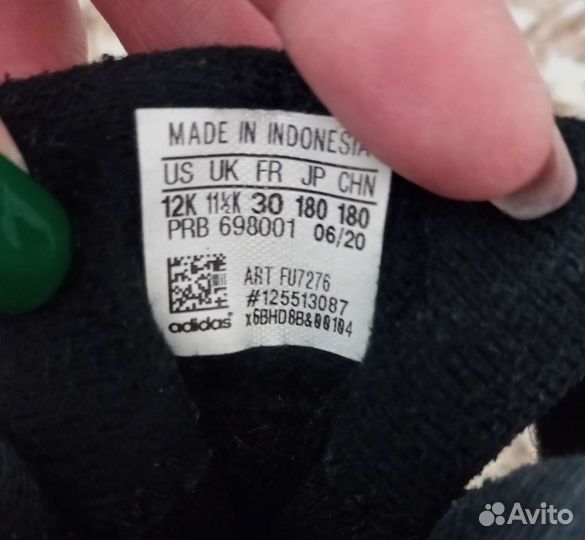 MADE IN INDONESIA
US UK FR JP CHN
12K 11½K 30 180 180
PRB 698001 06/20
ART FU7276
#125513087
adidas x6BHD8B&00104
Avito